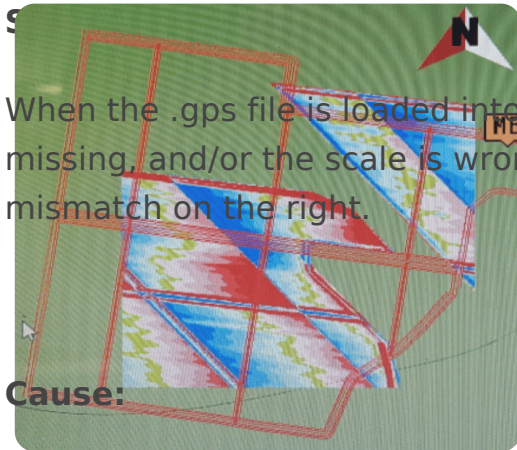 N
When the .gps file is loaded inte
missing, and/or the scale is wron
mismatch on the right.
Cause: